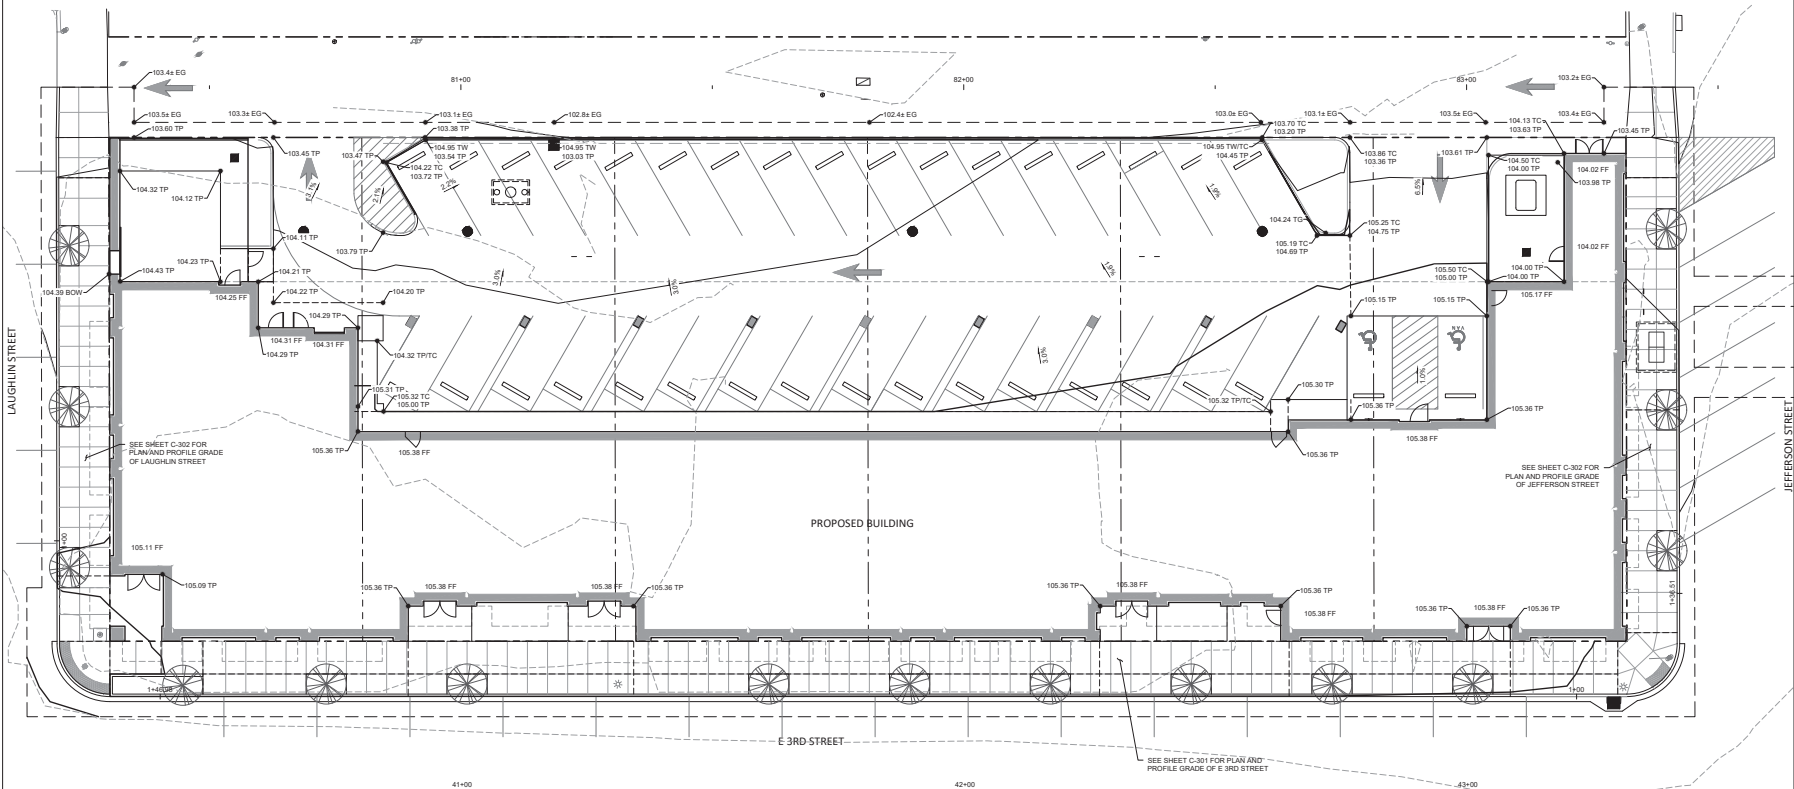 103.4± EG
81+00
82+00
83+00
103.2± EG
103.5± EG
103.3± EG
103.1± EG
102.8± EG
102.4± EG
103.0± EG
103.1± EG
103.5± EG
103.4± EG
103.60 TP
103.38 TP
103.70 TC
103.20 TP
104.13 TC
103.63 TP
103.45 TP
103.45 TP
103.47 TP
104.95 TW
103.54 TP
104.22 TC
103.72 TP
104.95 TW
103.03 TP
104.95 TW/TC
104.45 TP
103.86 TC
103.36 TP
103.61 TP
104.50 TC
104.00 TP
104.02 FF
103.98 TP
104.32 TP
104.12 TP
2.1%
2.2%
1.9%
6.5%
104.24 TG
105.25 TC
104.75 TP
104.11 TP
103.79 TP
105.19 TC
104.69 TP
104.02 FF
104.23 TP
104.43 TP
104.21 TP
3.0%
3.0%
1.9%
105.50 TC
105.00 TP
104.00 TP
104.00 TP
104.39 BOW
104.25 FF
104.22 TP
104.20 TP
105.17 FF
105.15 TP
105.15 TP
104.29 TP
104.31 FF
104.31 FF
104.29 TP
104.32 TP/TC
3.0%
VAN
1.0%
LAUGHLIN STREET
105.31 TP
105.32 TC
105.00 TP
105.30 TP
105.32 TP/TC
105.36 TP
105.36 TP
JEFFERSON STREET
105.36 TP
105.38 FF
105.38 FF
105.36 TP
SEE SHEET C-302 FOR
PLAN AND PROFILE GRADE
OF LAUGHLIN STREET
SEE SHEET C-302 FOR
PLAN AND PROFILE GRADE
OF JEFFERSON STREET
PROPOSED BUILDING
105.11 FF
105.09 TP
105.36 TP
105.38 FF
105.38 FF
105.36 TP
105.36 TP
105.38 FF
105.36 TP
105.38 FF
105.36 TP
105.38 FF
105.36 TP
1+36.51
1+00
E 3RD STREET
SEE SHEET C-301 FOR PLAN AND
PROFILE GRADE OF E 3RD STREET
41+00
42+00
43+00